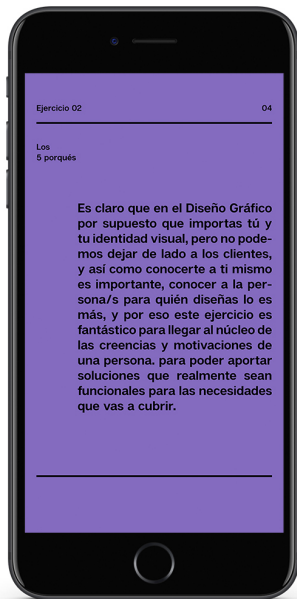 Ejercicio 02 04
Los
5 porqués
Es claro que en el Diseño Gráfico
por supuesto que importas tú y
tu identidad visual, pero no pode-
mos dejar de lado a los clientes,
y así como conocerte a ti mismo
es importante, conocer a la per-
sona/s para quién diseñas lo es
más, y por eso este ejercicio es
fantástico para llegar al núcleo de
las creencias y motivaciones de
una persona. para poder aportar
soluciones que realmente sean
funcionales para las necesidades
que vas a cubrir.